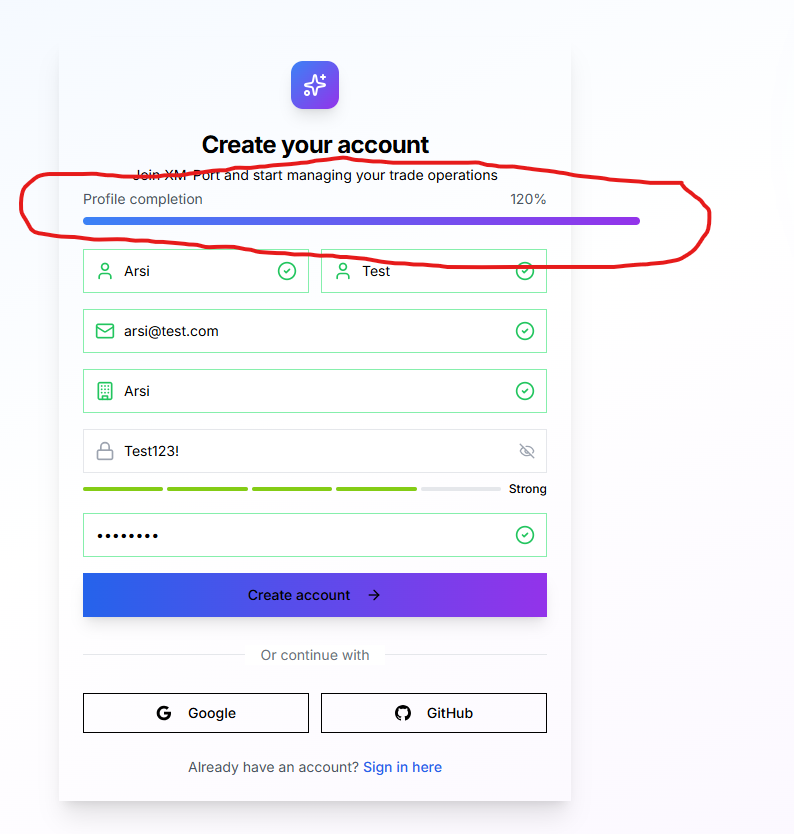 Create your account
Join XM-Port and start managing your trade operations
Profile completion 120%
Arsi Test
arsi@test.com
Arsi
Test123!
Strong
••••••••
Create account
Or continue with
Google GitHub
Already have an account? Sign in here